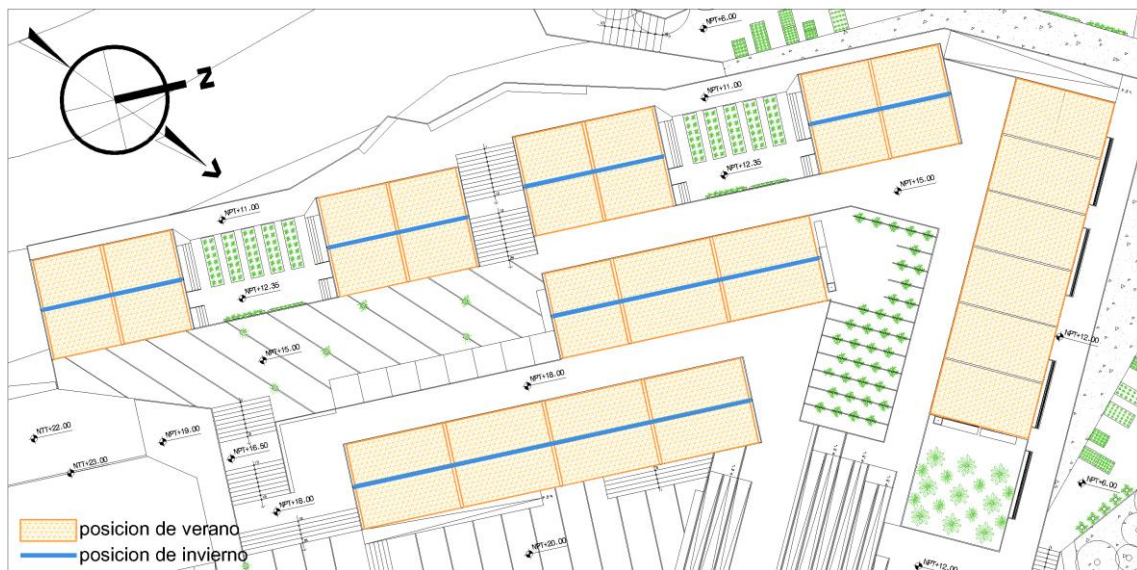 NPT+6.00
N
NPT+11.00
NPT+12.35
NPT+15.00
NPT+11.00
NPT+12.35
NPT+15.00
NPT+12.00
NPT+18.00
NTT+22.00
NPT+19.00
NPT+16.50
NTT+23.00
NPT+18.00
NPT+6.00
posicion de verano
posicion de invierno
NPT+20.00
NPT+12.00